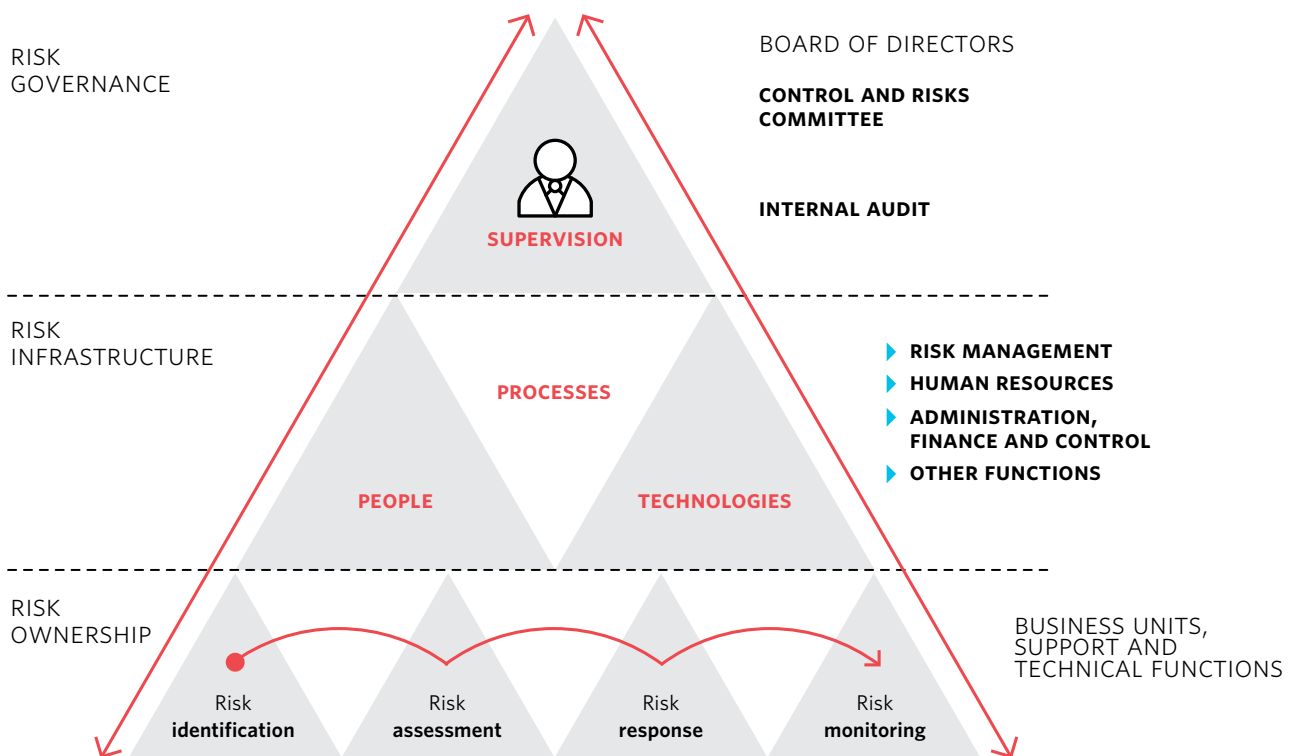 RISK
GOVERNANCE
BOARD OF DIRECTORS
CONTROL AND RISKS
COMMITTEE
INTERNAL AUDIT
SUPERVISION
RISK
INFRASTRUCTURE
PROCESSES
PEOPLE
TECHNOLOGIES
RISK MANAGEMENT
HUMAN RESOURCES
ADMINISTRATION,
FINANCE AND CONTROL
OTHER FUNCTIONS
RISK
OWNERSHIP
Risk
identification
Risk
assessment
Risk
response
Risk
monitoring
BUSINESS UNITS,
SUPPORT AND
TECHNICAL FUNCTIONS